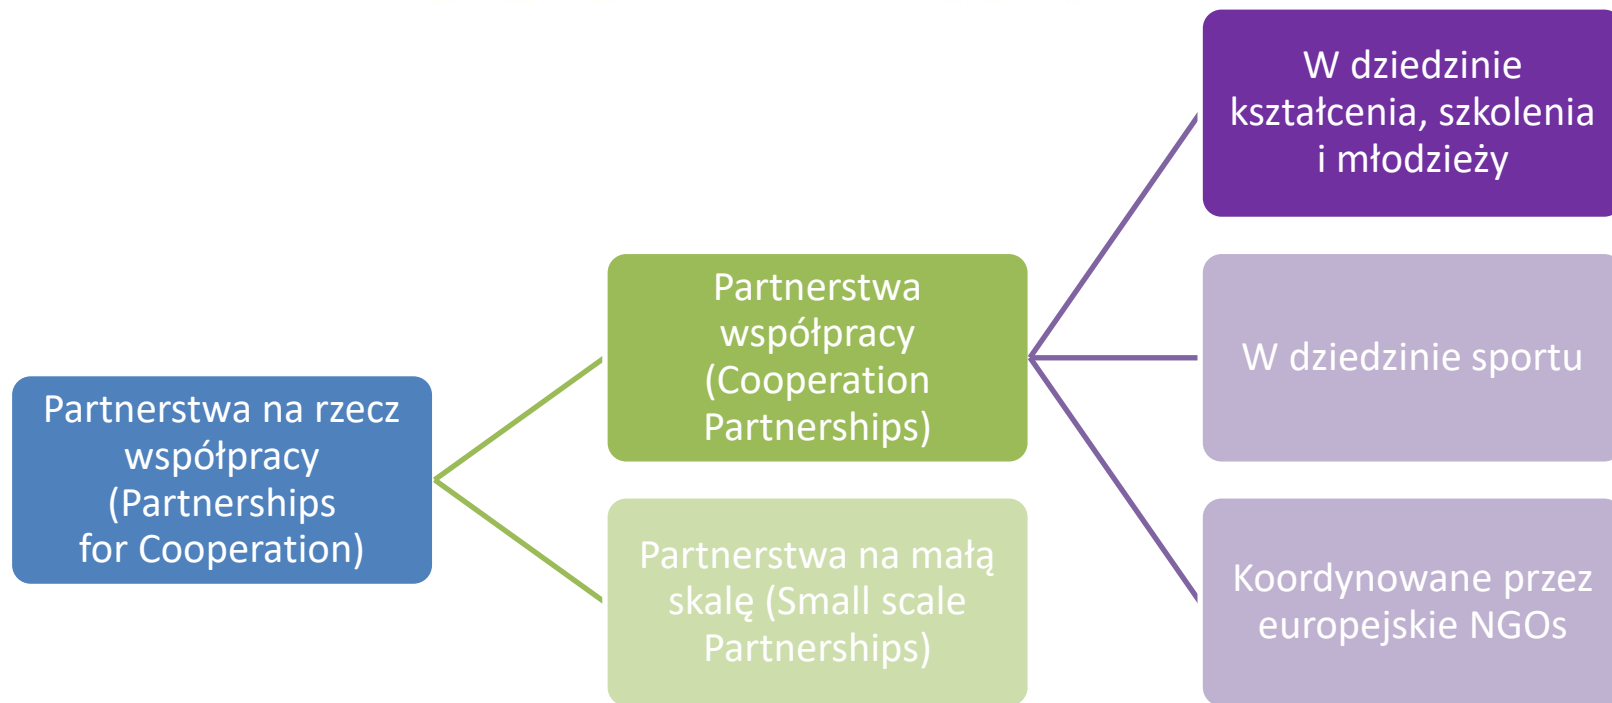 Partnerstwa na rzecz
współpracy
(Partnerships
for Cooperation)
Partnerstwa
współpracy
(Cooperation
Partnerships)
Partnerstwa na małą
skalę (Small scale
Partnerships)
W dziedzinie
kształcenia, szkolenia
i młodzieży
W dziedzinie sportu
Koordynowane przez
europejskie NGOs